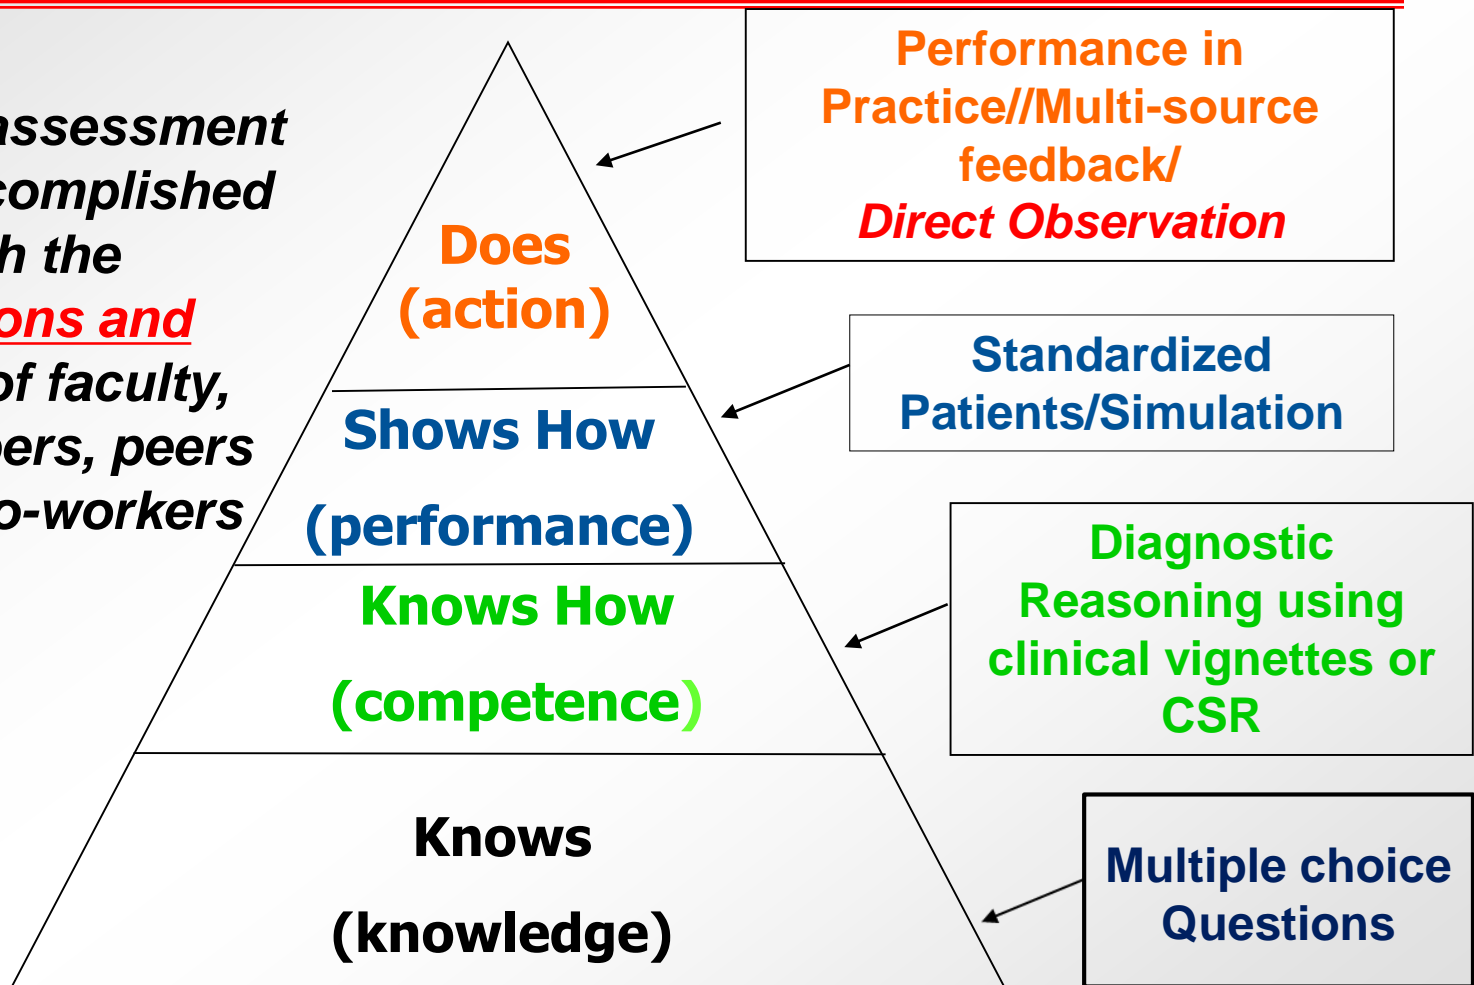 assessment
complished
h the
ons and
of faculty,
bers, peers
o-workers
Does
(action)
Shows How
(performance)
Knows How
(competence)
Knows
(knowledge)
Performance in
Practice//Multi-source
feedback/
Direct Observation
Standardized
Patients/Simulation
Diagnostic
Reasoning using
clinical vignettes or
CSR
Multiple choice
Questions